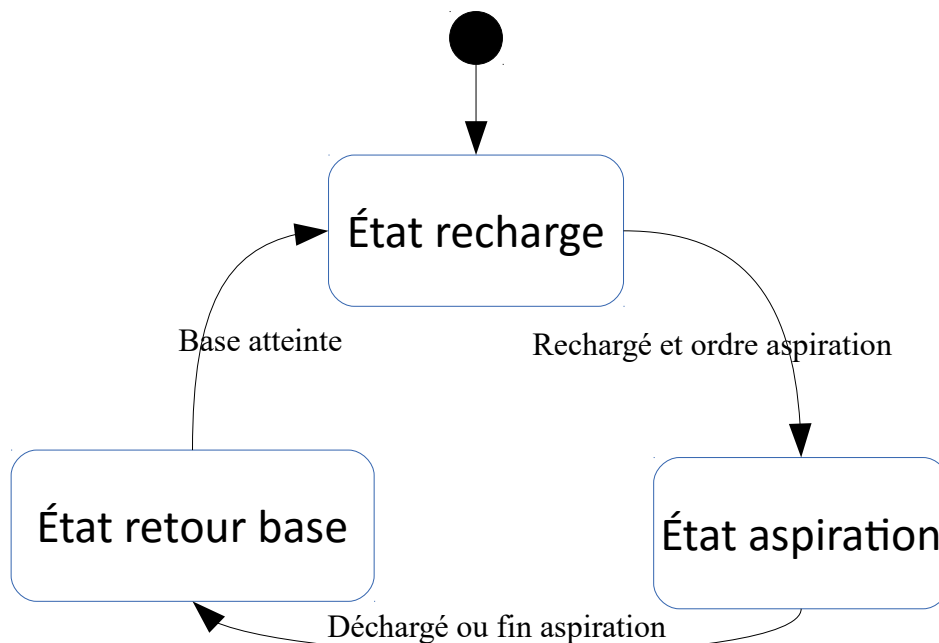 État recharge
Base atteinte
Rechargé et ordre aspiration
État retour base
État aspiration
Déchargé ou fin aspiration